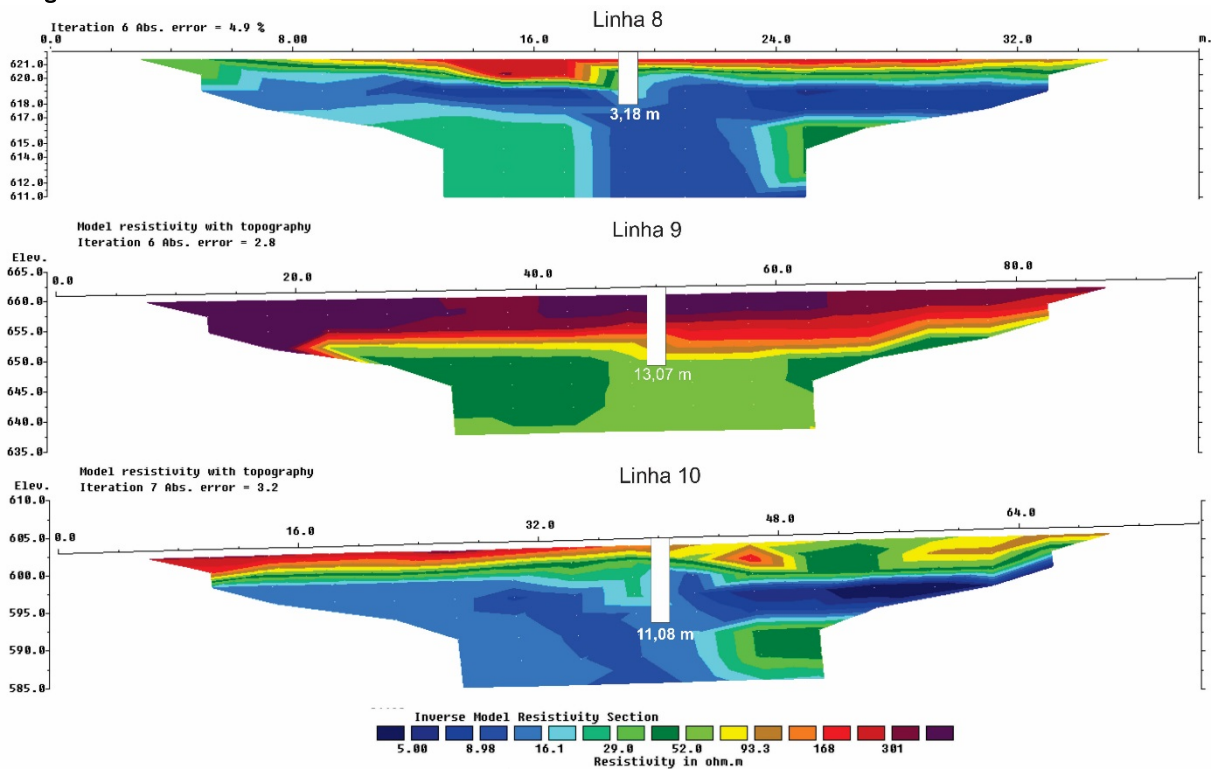 Linha 8
Iteration 6 Abs. error = 4.9 %
0.0 8.00 16.0 24.0 32.0 m.
621.0
620.0
618.0
617.0
615.0
614.0
612.0
611.0
3,18 m
Model resistivity with topography
Iteration 6 Abs. error = 2.8
Linha 9
Elev.
665.0
660.0
655.0
650.0
645.0
640.0
635.0
0.0 20.0 40.0 60.0 80.0
13,07 m
Model resistivity with topography
Iteration 7 Abs. error = 3.2
Linha 10
Elev.
610.0
605.0
600.0
595.0
590.0
585.0
0.0 16.0 32.0 48.0 64.0
11,08 m
Inverse Model Resistivity Section
5.00 8.98 16.1 29.0 52.0 93.3 168 301
Resistivity in ohm.m